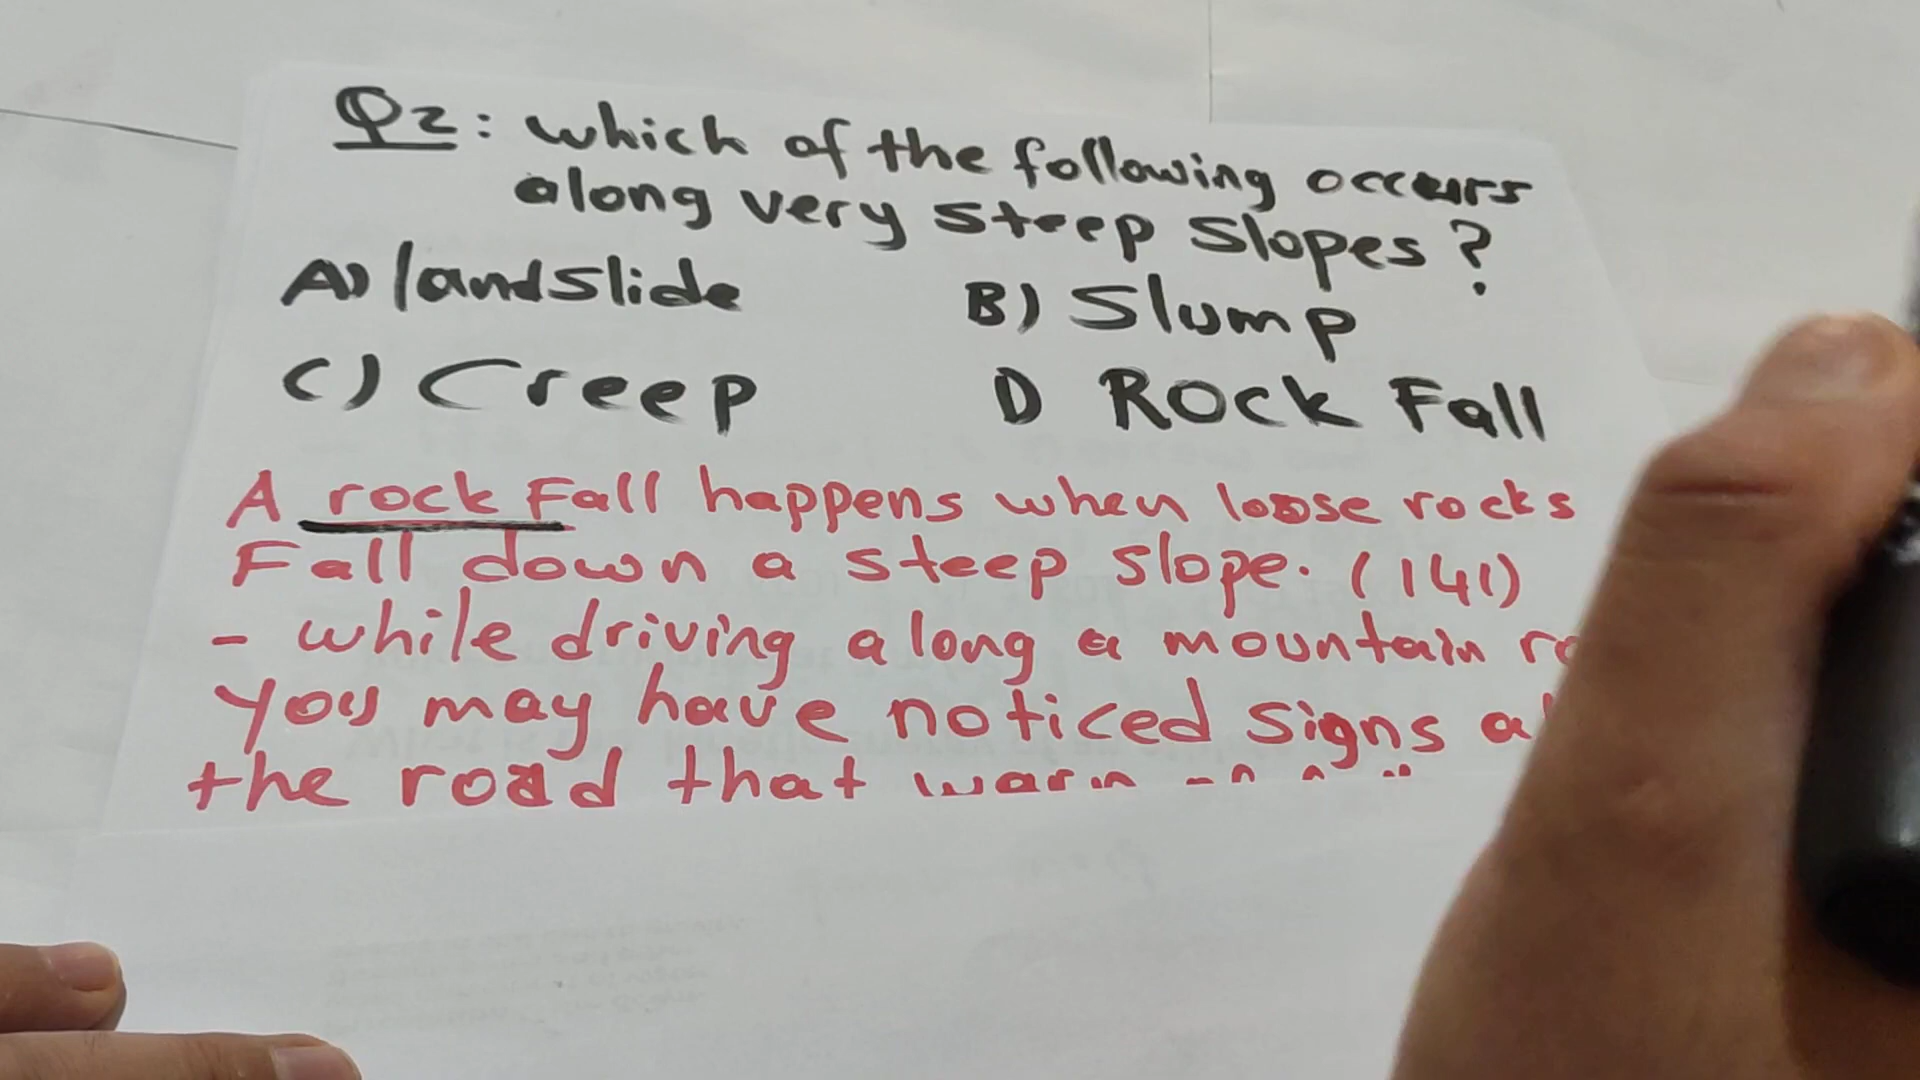 Q2: which of the following occurs
along very steep slopes?
A) landslide B) Slump
C) Creep D Rock Fall
A rock Fall happens when loose rocks
Fall down a steep slope. (141)
- while driving along a mountain
you may have noticed signs
the road that warn